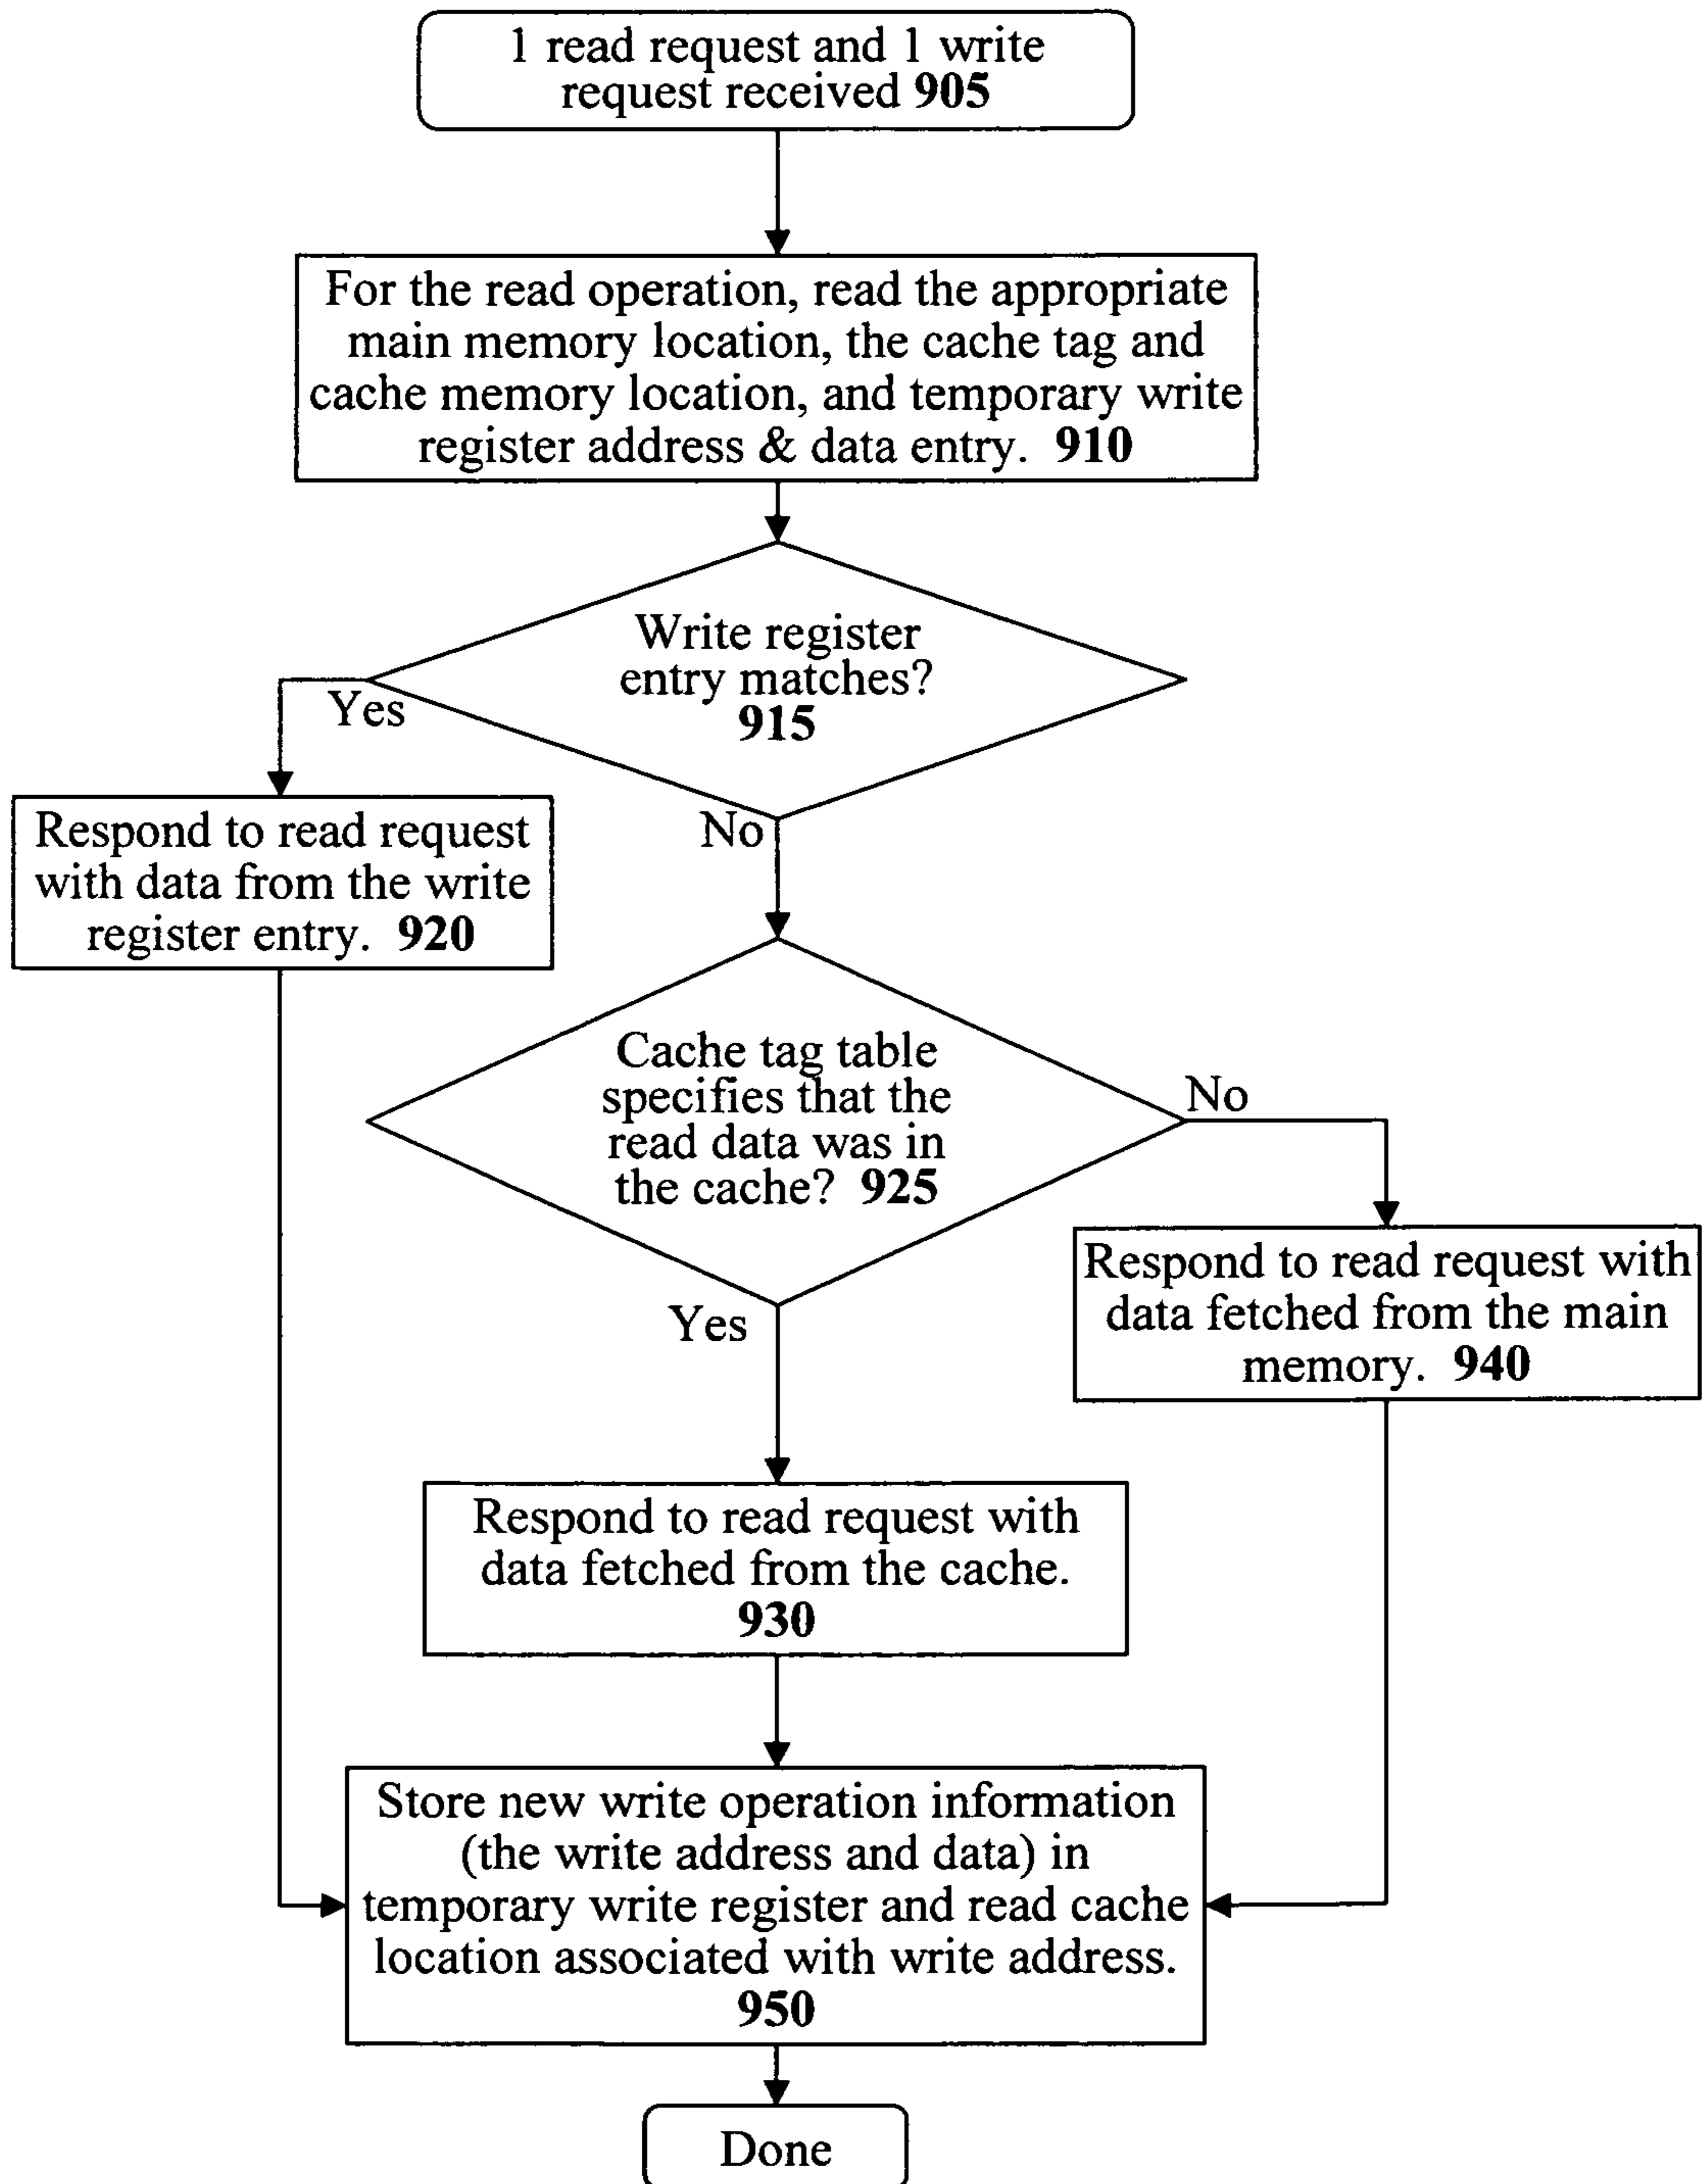 1 read request and 1 write
request received 905
For the read operation, read the appropriate
main memory location, the cache tag and
cache memory location, and temporary write
register address & data entry. 910
Write register
entry matches?
915
Yes
No
Respond to read request
with data from the write
register entry. 920
Cache tag table
specifies that the
read data was in
the cache? 925
No
Yes
Respond to read request with
data fetched from the main
memory. 940
Respond to read request with
data fetched from the cache.
930
Store new write operation information
(the write address and data) in
temporary write register and read cache
location associated with write address.
950
Done